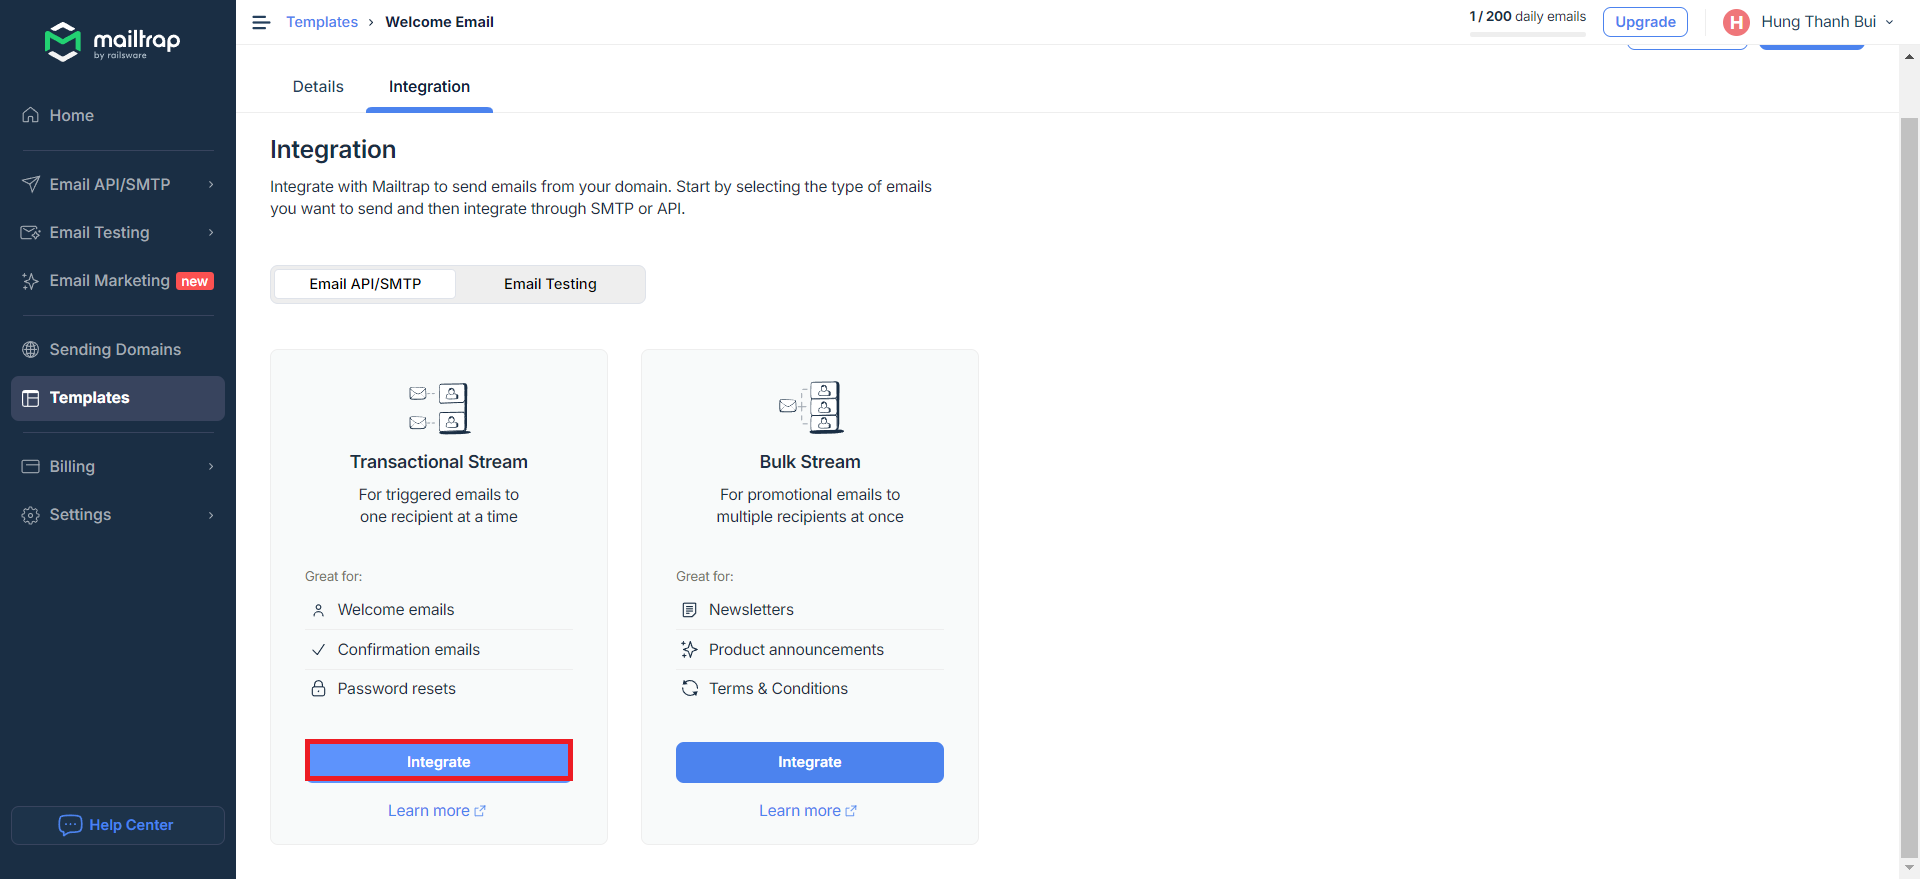 mailtrap
by railsware
Home
Email API/SMTP
Email Testing
Email Marketing new
Sending Domains
Templates
Billing
Settings
Help Center
Templates › Welcome Email
1 / 200 daily emails
Upgrade
H Hung Thanh Bui
Details
Integration
Integration
Integrate with Mailtrap to send emails from your domain. Start by selecting the type of emails
you want to send and then integrate through SMTP or API.
Email API/SMTP
Email Testing
Transactional Stream
For triggered emails to
one recipient at a time
Great for:
Welcome emails
Confirmation emails
Password resets
Integrate
Learn more
Bulk Stream
For promotional emails to
multiple recipients at once
Great for:
Newsletters
Product announcements
Terms & Conditions
Integrate
Learn more